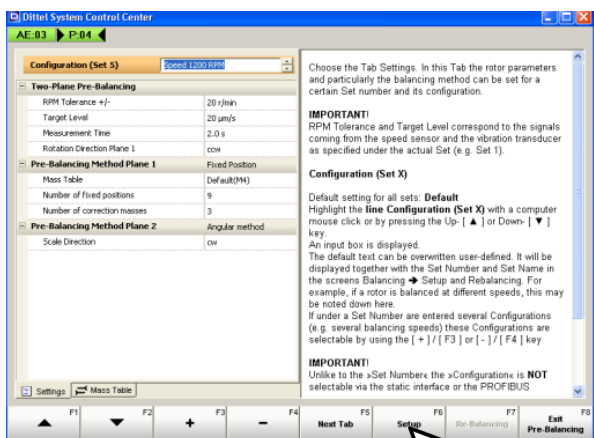 Dittel System Control Center
AE:03 P:04
Configuration (Set 5) Speed 1200 RPM
Two-Plane Pre-Balancing
RPM Tolerance +/- 20 r/min
Target Level 20 µm/s
Measurement Time 2.0 s
Rotation Direction Plane 1 ccw
Pre-Balancing Method Plane 1 Fixed Position
Mass Table Default(M4)
Number of fixed positions 9
Number of correction masses 3
Pre-Balancing Method Plane 2 Angular method
Scale Direction cw
Settings Mass Table
Choose the Tab Settings. In this Tab the rotor parameters
and particularly the balancing method can be set for a
certain Set number and its configuration.
IMPORTANT!
RPM Tolerance and Target Level correspond to the signals
coming from the speed sensor and the vibration transducer
as specified under the actual Set (e.g. Set 1).
Configuration (Set X)
Default setting for all sets: Default
Highlight the line Configuration (Set X) with a computer
mouse click or by pressing the Up- [ ▲ ] or Down- [ ▼ ]
key.
An input box is displayed.
The default text can be overwritten user-defined. It will be
displayed together with the Set Number and Set Name in
the screens Balancing ➔ Setup and Rebalancing. For
example, if a rotor is balanced at different speeds, this may
be noted down here.
If under a Set Number are entered several Configurations
(e.g. several balancing speeds) these Configurations are
selectable by using the [ + ] / [ F3 ] or [ - ] / [ F4 ] key
IMPORTANT!
Unlike to the »Set Number« the »Configuration« is NOT
selectable via the static interface or the PROFIBUS
F1 F2 F3 F4 F5 F6 F7 F8
▲ ▼ + − Next Tab Setup Re-Balancing Exit
Pre-Balancing